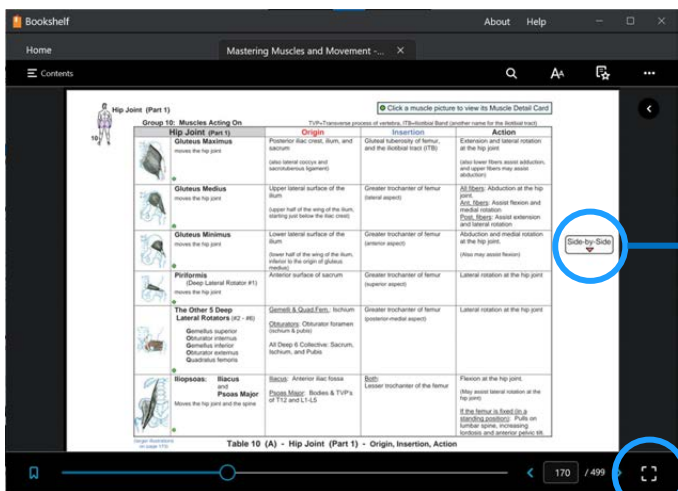 Bookshelf
About Help
Home
Mastering Muscles and Movement -...
Contents
Hip Joint (Part 1)
Click a muscle picture to view its Muscle Detail Card
Group 10: Muscles Acting On
TVP=Transverse process of vertebra, ITB=Iliotibial Band (another name for the iliotibial tract)
10
Hip Joint (Part 1) Origin Insertion Action
Gluteus Maximus
moves the hip joint
Posterior iliac crest, ilium, and
sacrum
(also lateral coccyx and
sacrotuberous ligament)
Gluteal tuberosity of femur,
and the iliotibial tract (ITB)
Extension and lateral rotation
at the hip joint
(also lower fibers assist adduction,
and upper fibers may assist
abduction)
Gluteus Medius
moves the hip joint
Upper lateral surface of the
ilium
(upper half of the wing of the ilium,
starting just below the iliac crest)
Greater trochanter of femur
(lateral aspect)
All fibers: Abduction at the hip
joint.
Ant. fibers: Assist flexion and
medial rotation
Post. fibers: Assist extension
and lateral rotation
Gluteus Minimus
moves the hip joint
Lower lateral surface of the
ilium
(lower half of the wing of the ilium,
inferior to the origin of gluteus
medius)
Greater trochanter of femur
(anterior aspect)
Abduction and medial rotation
at the hip joint.
(Also may assist flexion)
Side-by-Side
Piriformis
(Deep Lateral Rotator #1)
moves the hip joint
Anterior surface of sacrum
Greater trochanter of femur
(superior aspect)
Lateral rotation at the hip joint
The Other 5 Deep
Lateral Rotators (#2 - #6)
Gemellus superior
Obturator internus
Gemellus inferior
Obturator externus
Quadratus femoris
Gemelli & Quad.Fem.: Ischium
Obturators: Obturator foramen
(ischium & pubis)
All Deep 6 Collective: Sacrum,
Ischium, and Pubis
Greater trochanter of femur
(posterior-medial aspect)
Lateral rotation at the hip joint
Iliopsoas: Iliacus
and
Psoas Major
Moves the hip joint and the spine
Iliacus: Anterior iliac fossa
Psoas Major: Bodies & TVP's
of T12 and L1-L5
Both:
Lesser trochanter of the femur
Flexion at the hip joint.
(May assist lateral rotation at the
hip joint)
If the femur is fixed (in a
standing position): Pulls on
lumbar spine, increasing
lordosis and anterior pelvic tilt.
(larger illustrations
on page 173)
Table 10 (A) - Hip Joint (Part 1) - Origin, Insertion, Action
170 / 499